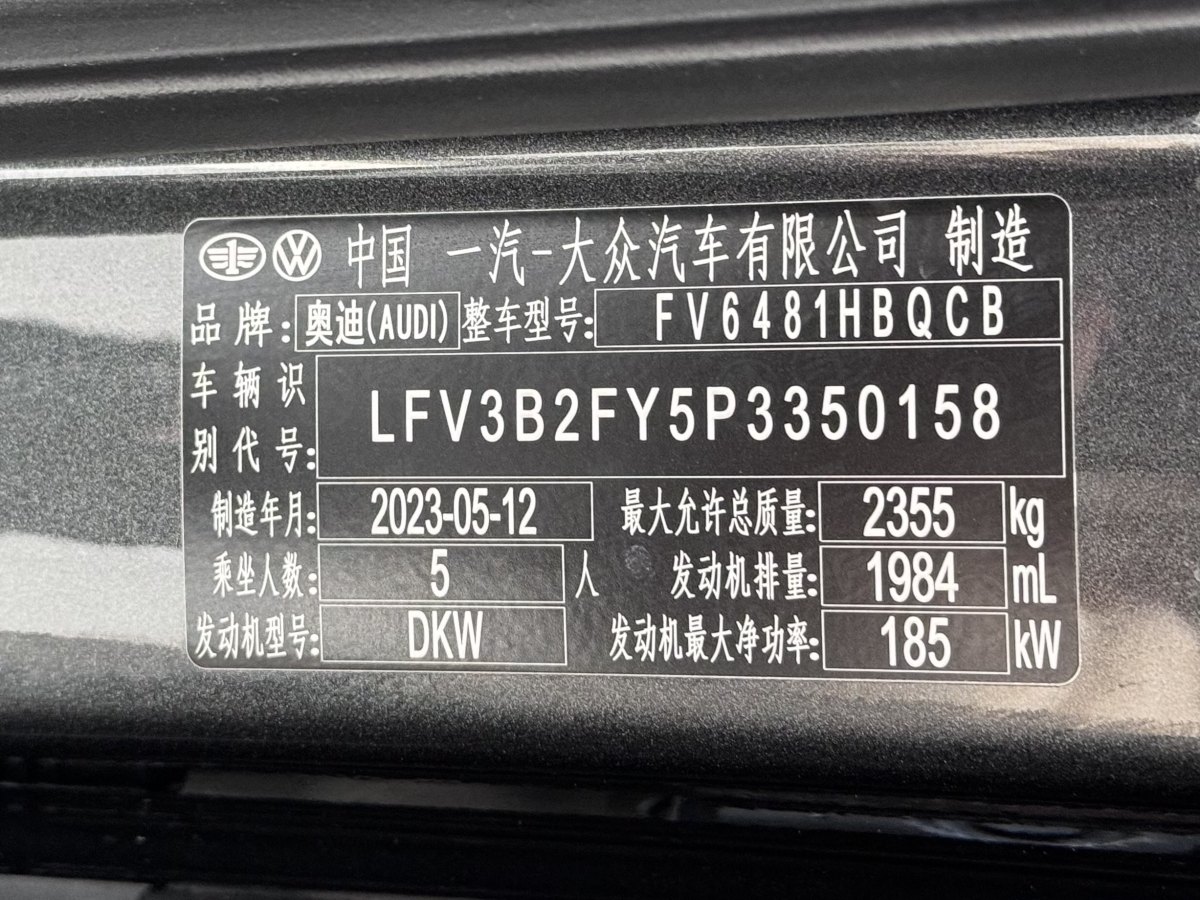 中国 一汽-大众汽车有限公司 制造
品牌: 奥迪(AUDI) 整车型号: FV6481HBQCB
车辆识别代号: LFV3B2FY5P3350158
制造年月: 2023-05-12 最大允许总质量: 2355 kg
乘坐人数: 5 人 发动机排量: 1984 mL
发动机型号: DKW 发动机最大净功率: 185 kW